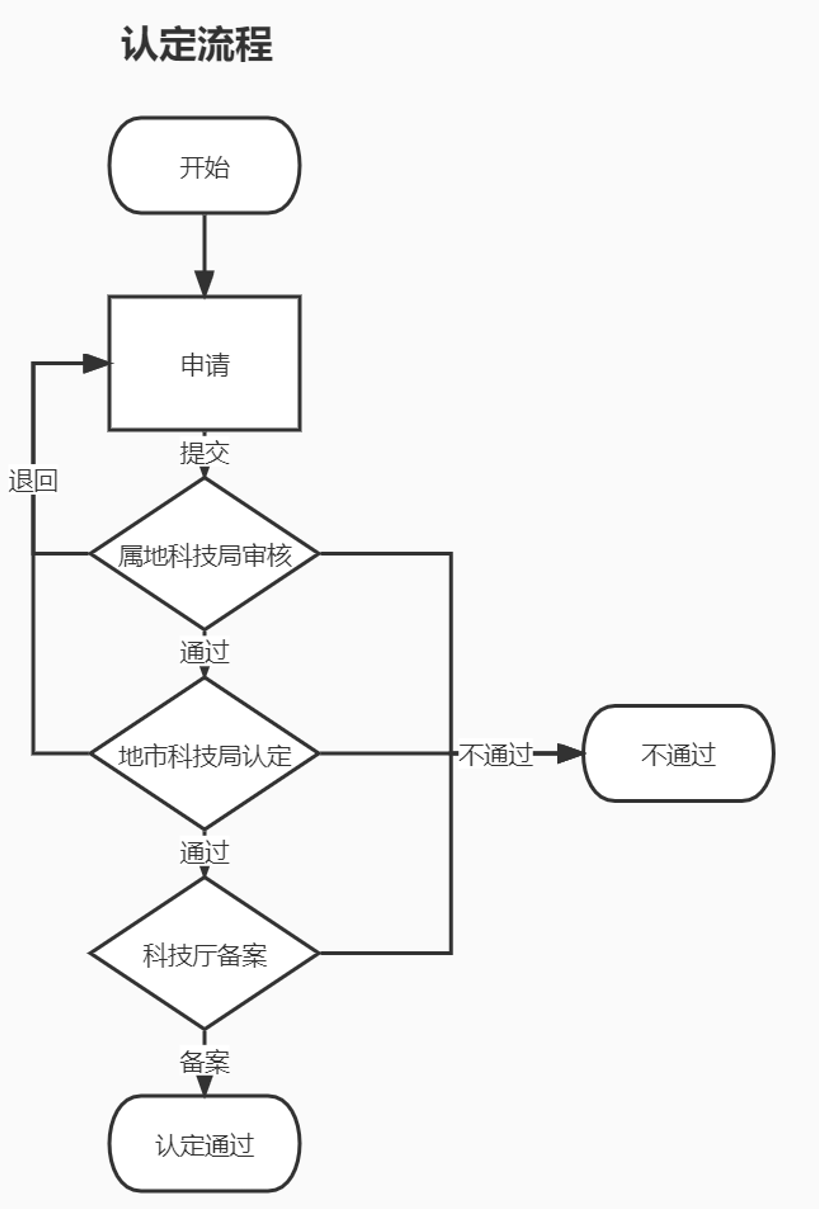 认定流程
开始
申请
提交
退回
属地科技局审核
通过
地市科技局认定
不通过
不通过
通过
科技厅备案
备案
认定通过